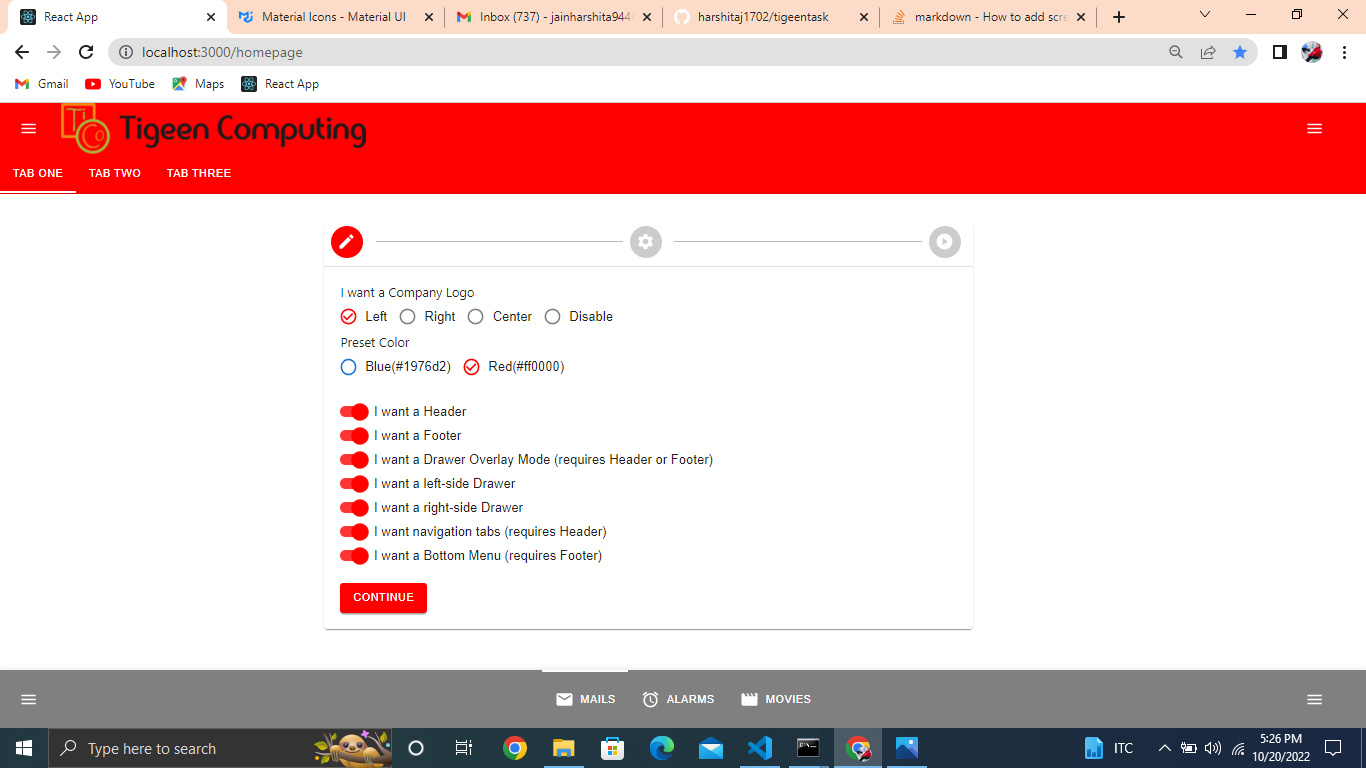 React App
Material Icons - Material UI
Inbox (737) - jainharshita944
harshitaj1702/tigeentask
markdown - How to add scre
localhost:3000/homepage
Gmail YouTube Maps React App
TiCo Tigeen Computing
TAB ONE TAB TWO TAB THREE
I want a Company Logo
Left Right Center Disable
Preset Color
Blue(#1976d2) Red(#ff0000)
I want a Header
I want a Footer
I want a Drawer Overlay Mode (requires Header or Footer)
I want a left-side Drawer
I want a right-side Drawer
I want navigation tabs (requires Header)
I want a Bottom Menu (requires Footer)
CONTINUE
MAILS ALARMS MOVIES
Type here to search
ITC
5:26 PM
10/20/2022